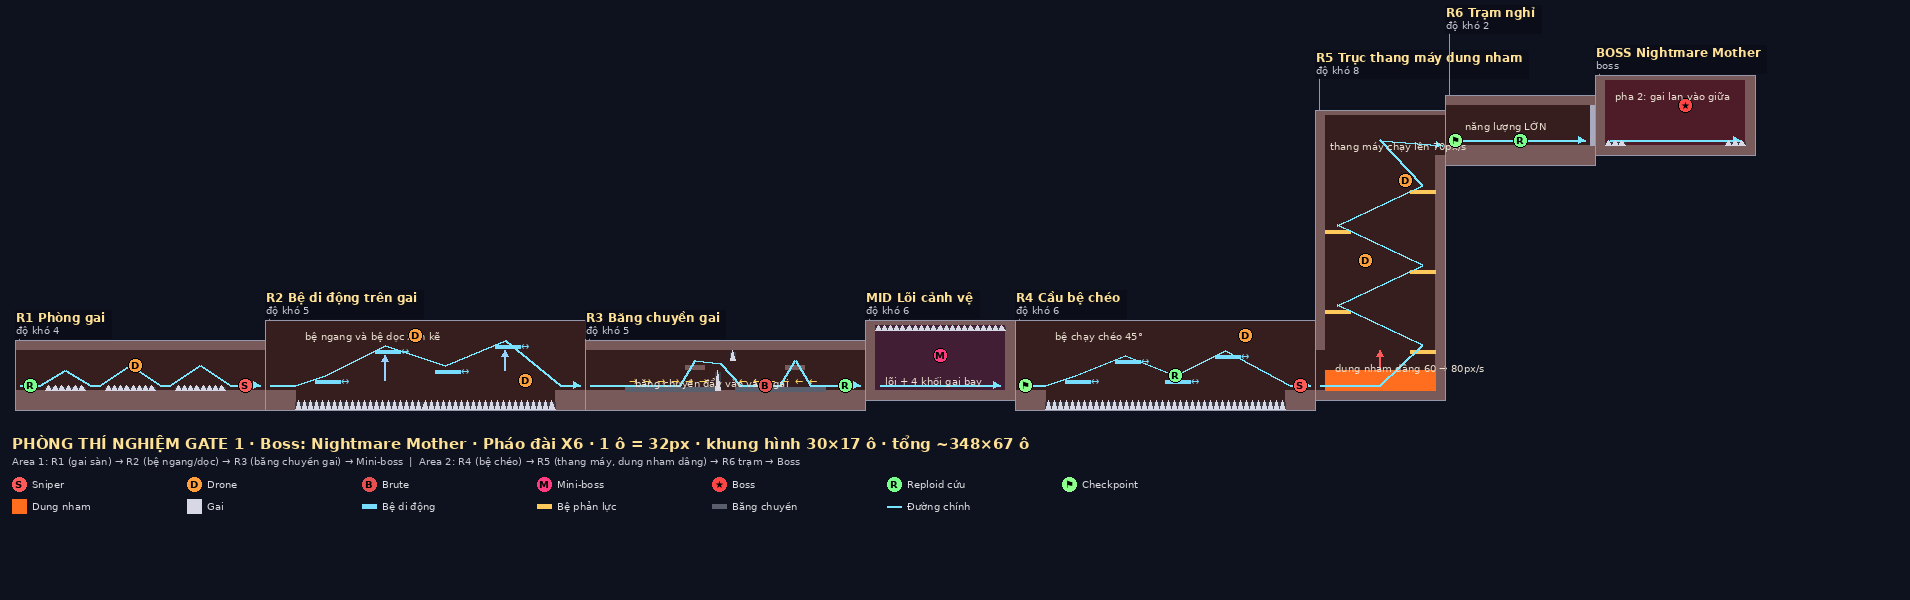 R6 Trạm nghỉ
độ khó 2
R5 Trục thang máy dung nham
độ khó 8
BOSS Nightmare Mother
boss
pha 2: gai lan vào giữa
năng lượng LỚN
thang máy chạy lên 70px/s
R1 Phòng gai
độ khó 4
R2 Bệ di động trên gai
độ khó 5
bệ ngang và bệ dọc kẽ
R3 Băng chuyền gai
độ khó 5
băng chuyền đẩy gai
MID Lõi cảnh vệ
độ khó 6
lõi + 4 khối gai bay
R4 Cầu bệ chéo
độ khó 6
bệ chạy chéo 45°
dung nham dâng 60 → 80px/s
R
D
S
D
D
B
R
M
⚑
R
D
S
D
D
⚑
R
★
PHÒNG THÍ NGHIỆM GATE 1 · Boss: Nightmare Mother · Pháo đài X6 · 1 ô = 32px · khung hình 30×17 ô · tổng ~348×67 ô
Area 1: R1 (gai sàn) → R2 (bệ ngang/dọc) → R3 (băng chuyền gai) → Mini-boss | Area 2: R4 (bệ chéo) → R5 (thang máy, dung nham dâng) → R6 trạm → Boss
S Sniper D Drone B Brute M Mini-boss ★ Boss R Reploid cứu ⚑ Checkpoint
Dung nham Gai Bệ di động Bệ phản lực Băng chuyền Đường chính